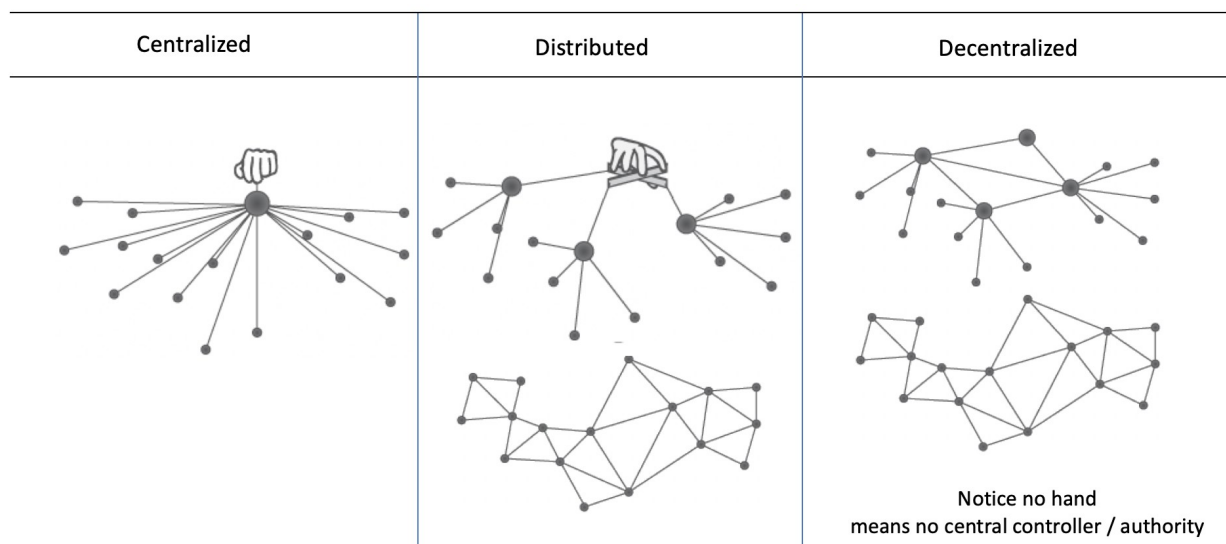 Centralized
Distributed
Decentralized
Notice no hand
means no central controller / authority